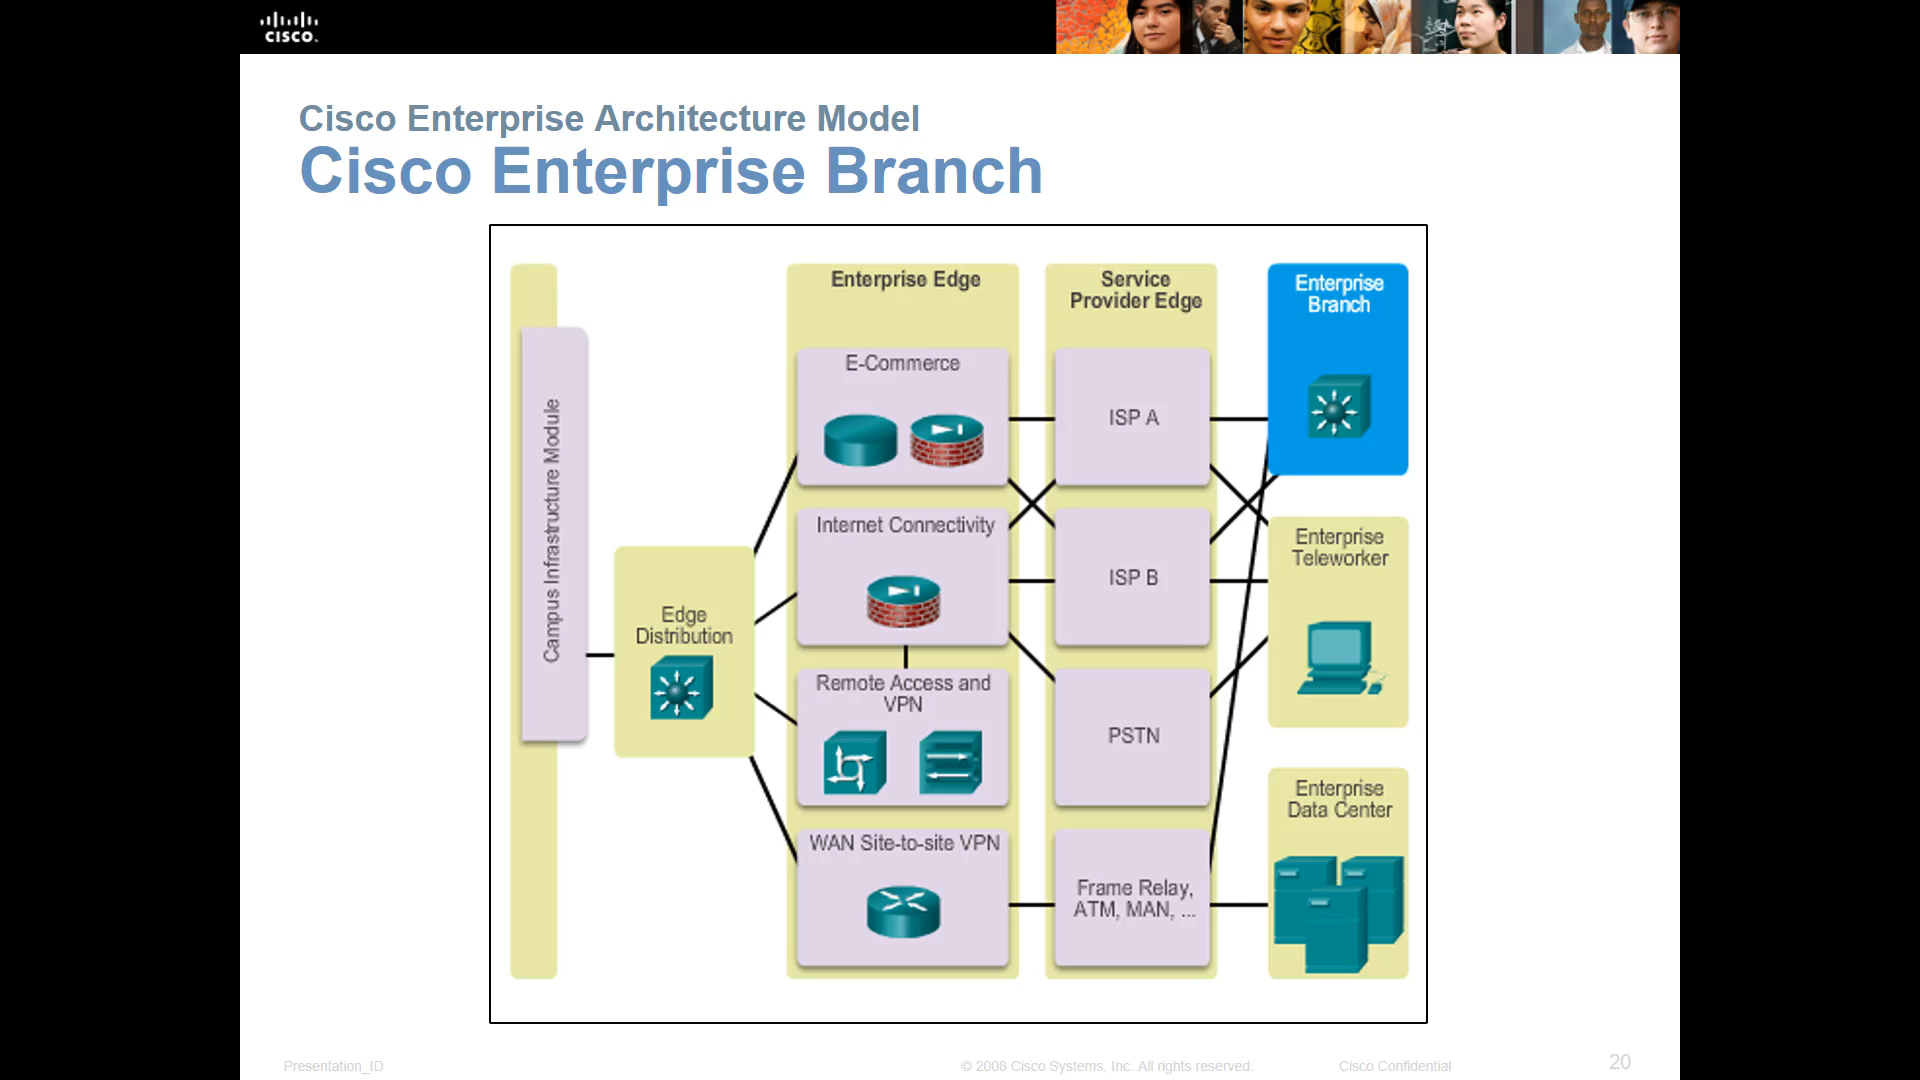 CISCO.
Cisco Enterprise Architecture Model
Cisco Enterprise Branch
Campus Infrastructure Module
Edge
Distribution
Enterprise Edge
E-Commerce
Internet Connectivity
Remote Access and
VPN
WAN Site-to-site VPN
Service
Provider Edge
ISP A
ISP B
PSTN
Frame Relay,
ATM, MAN, ...
Enterprise
Branch
Enterprise
Teleworker
Enterprise
Data Center
Presentation_ID
© 2008 Cisco Systems, Inc. All rights reserved.
Cisco Confidential
20